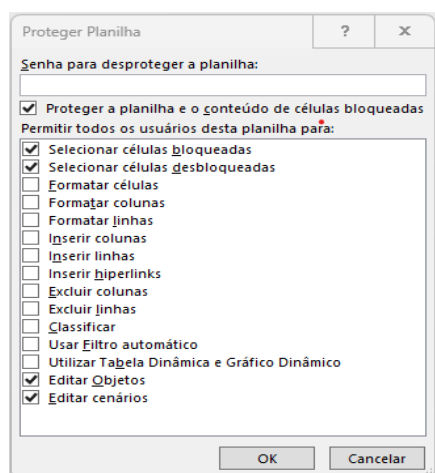 Proteger Planilha ? x
Senha para desproteger a planilha:
Proteger a planilha e o conteúdo de células bloqueadas
Permitir todos os usuários desta planilha para:
Selecionar células bloqueadas
Selecionar células desbloqueadas
Formatar células
Formatar colunas
Formatar linhas
Inserir colunas
Inserir linhas
Inserir hiperlinks
Excluir colunas
Excluir linhas
Classificar
Usar Filtro automático
Utilizar Tabela Dinâmica e Gráfico Dinâmico
Editar Objetos
Editar cenários
OK Cancelar